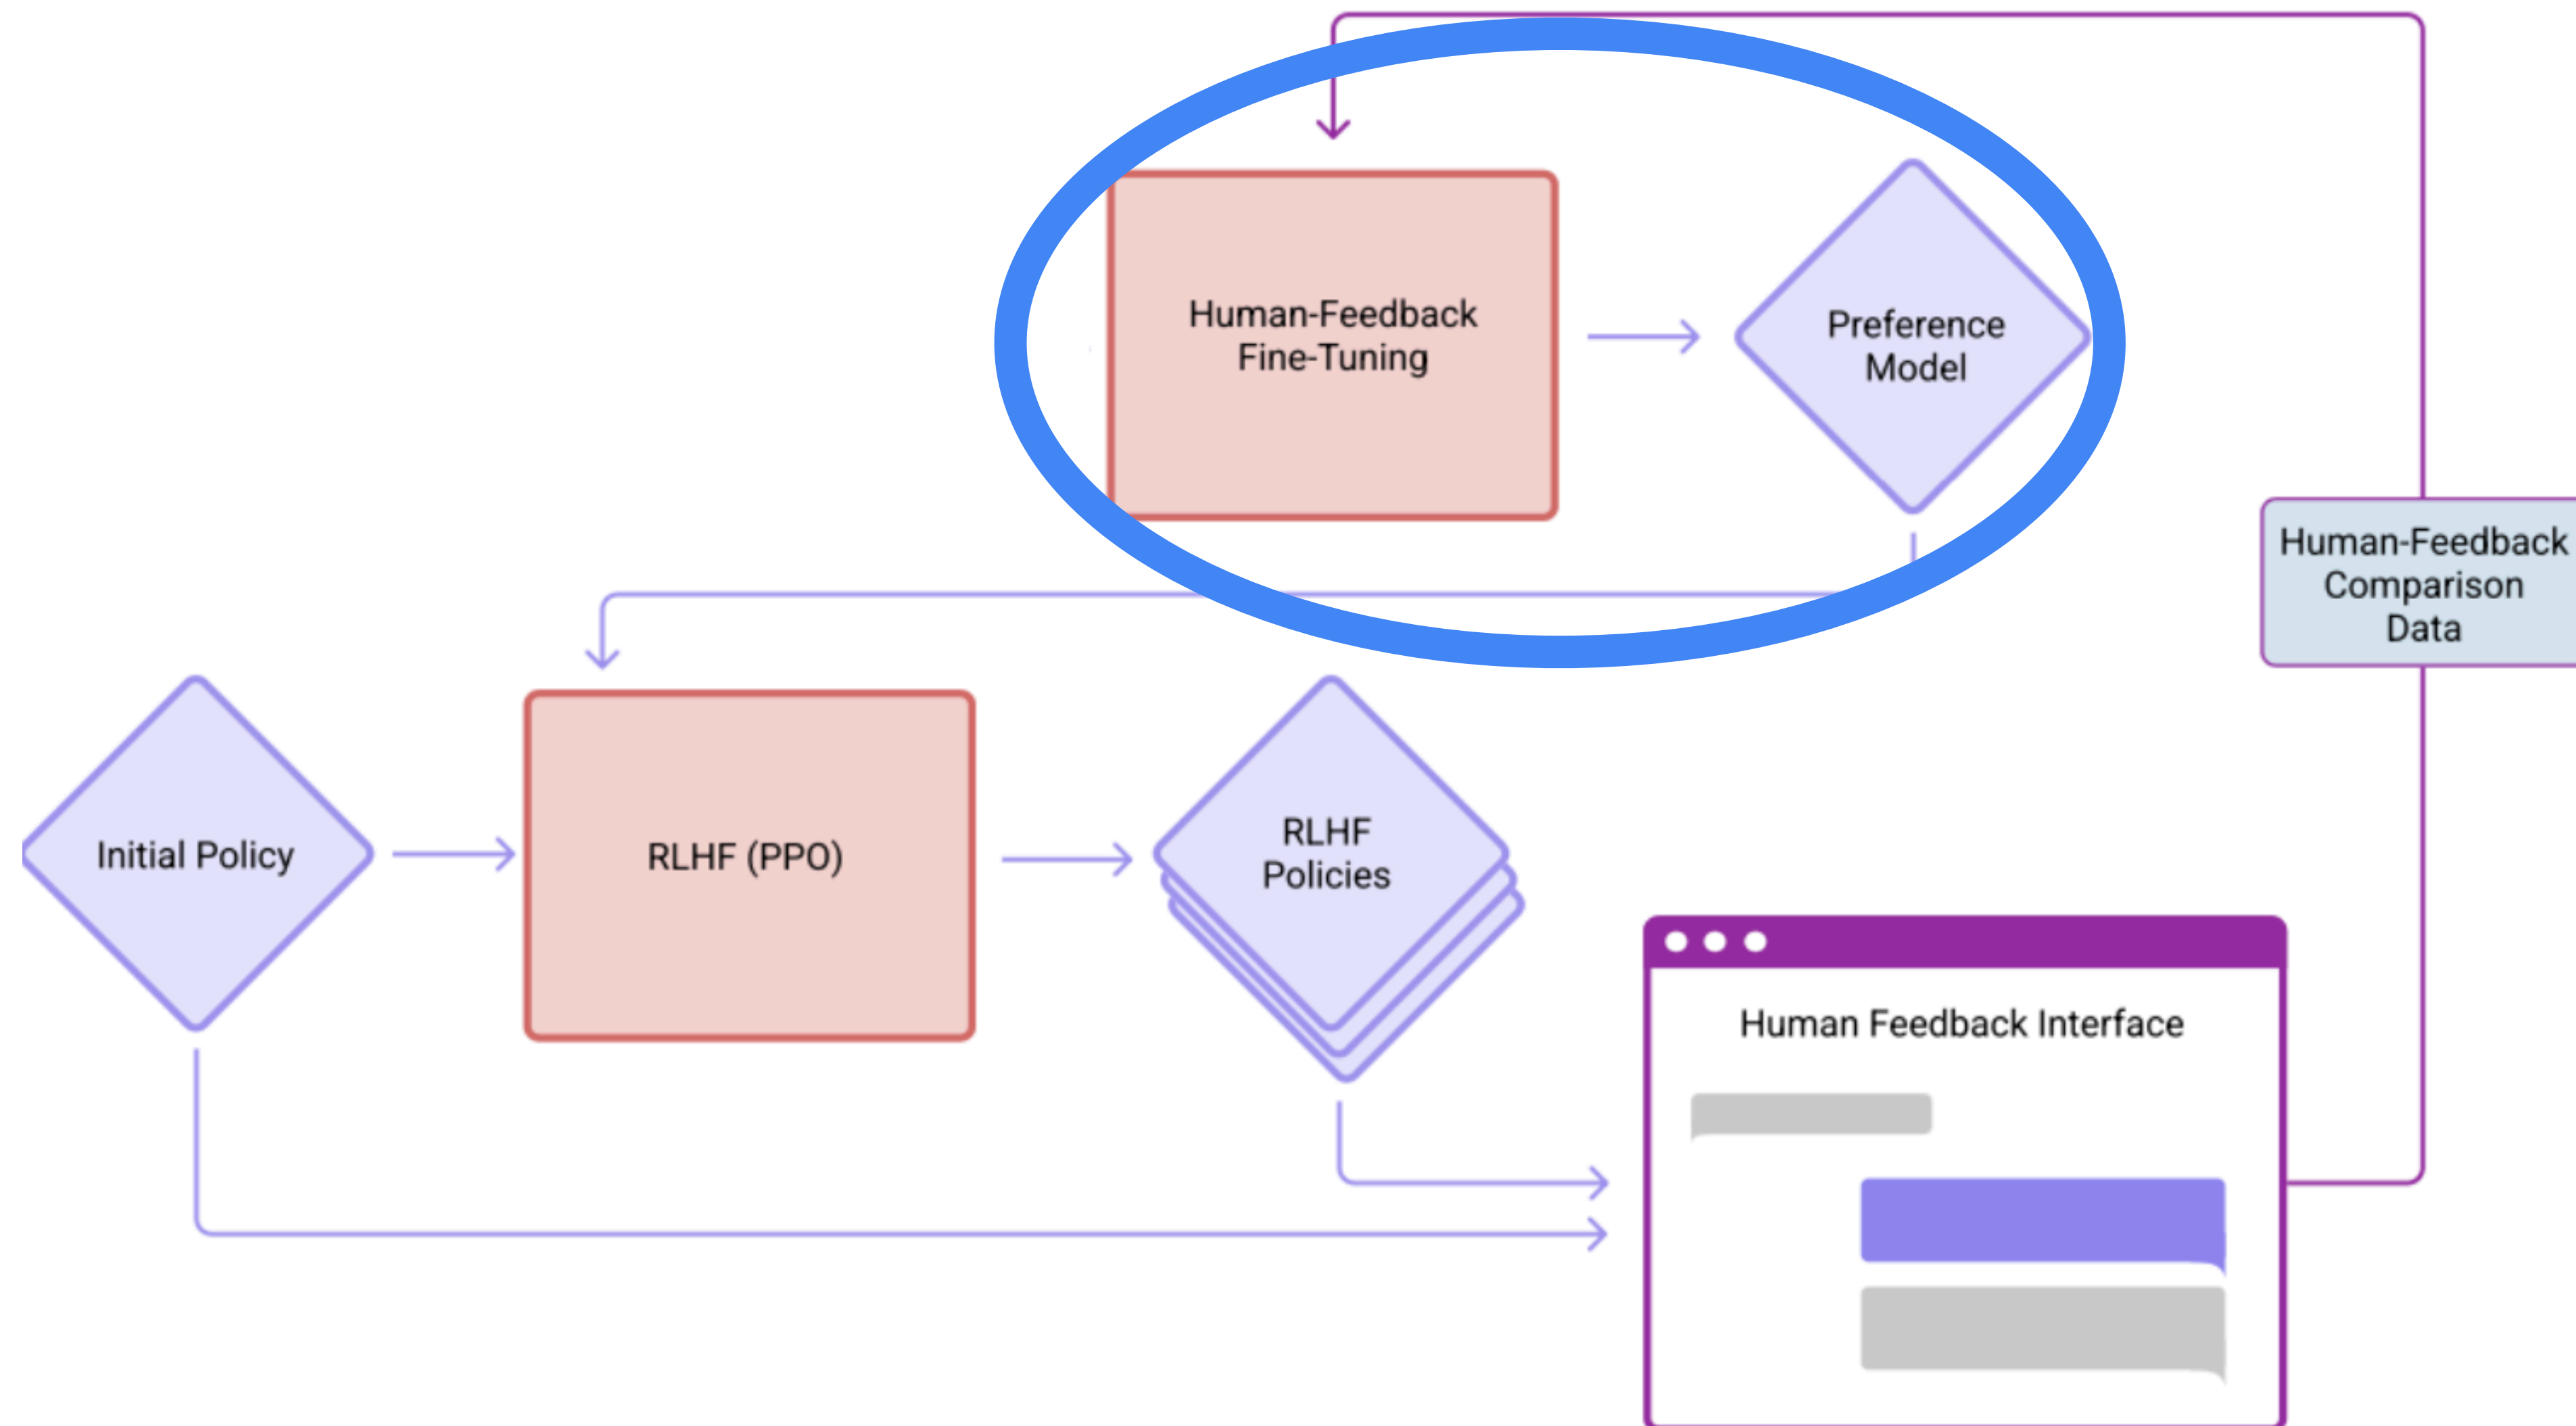 Human-Feedback
Fine-Tuning
Preference
Model
Human-Feedback
Comparison
Data
Initial Policy
RLHF (PPO)
RLHF
Policies
Human Feedback Interface